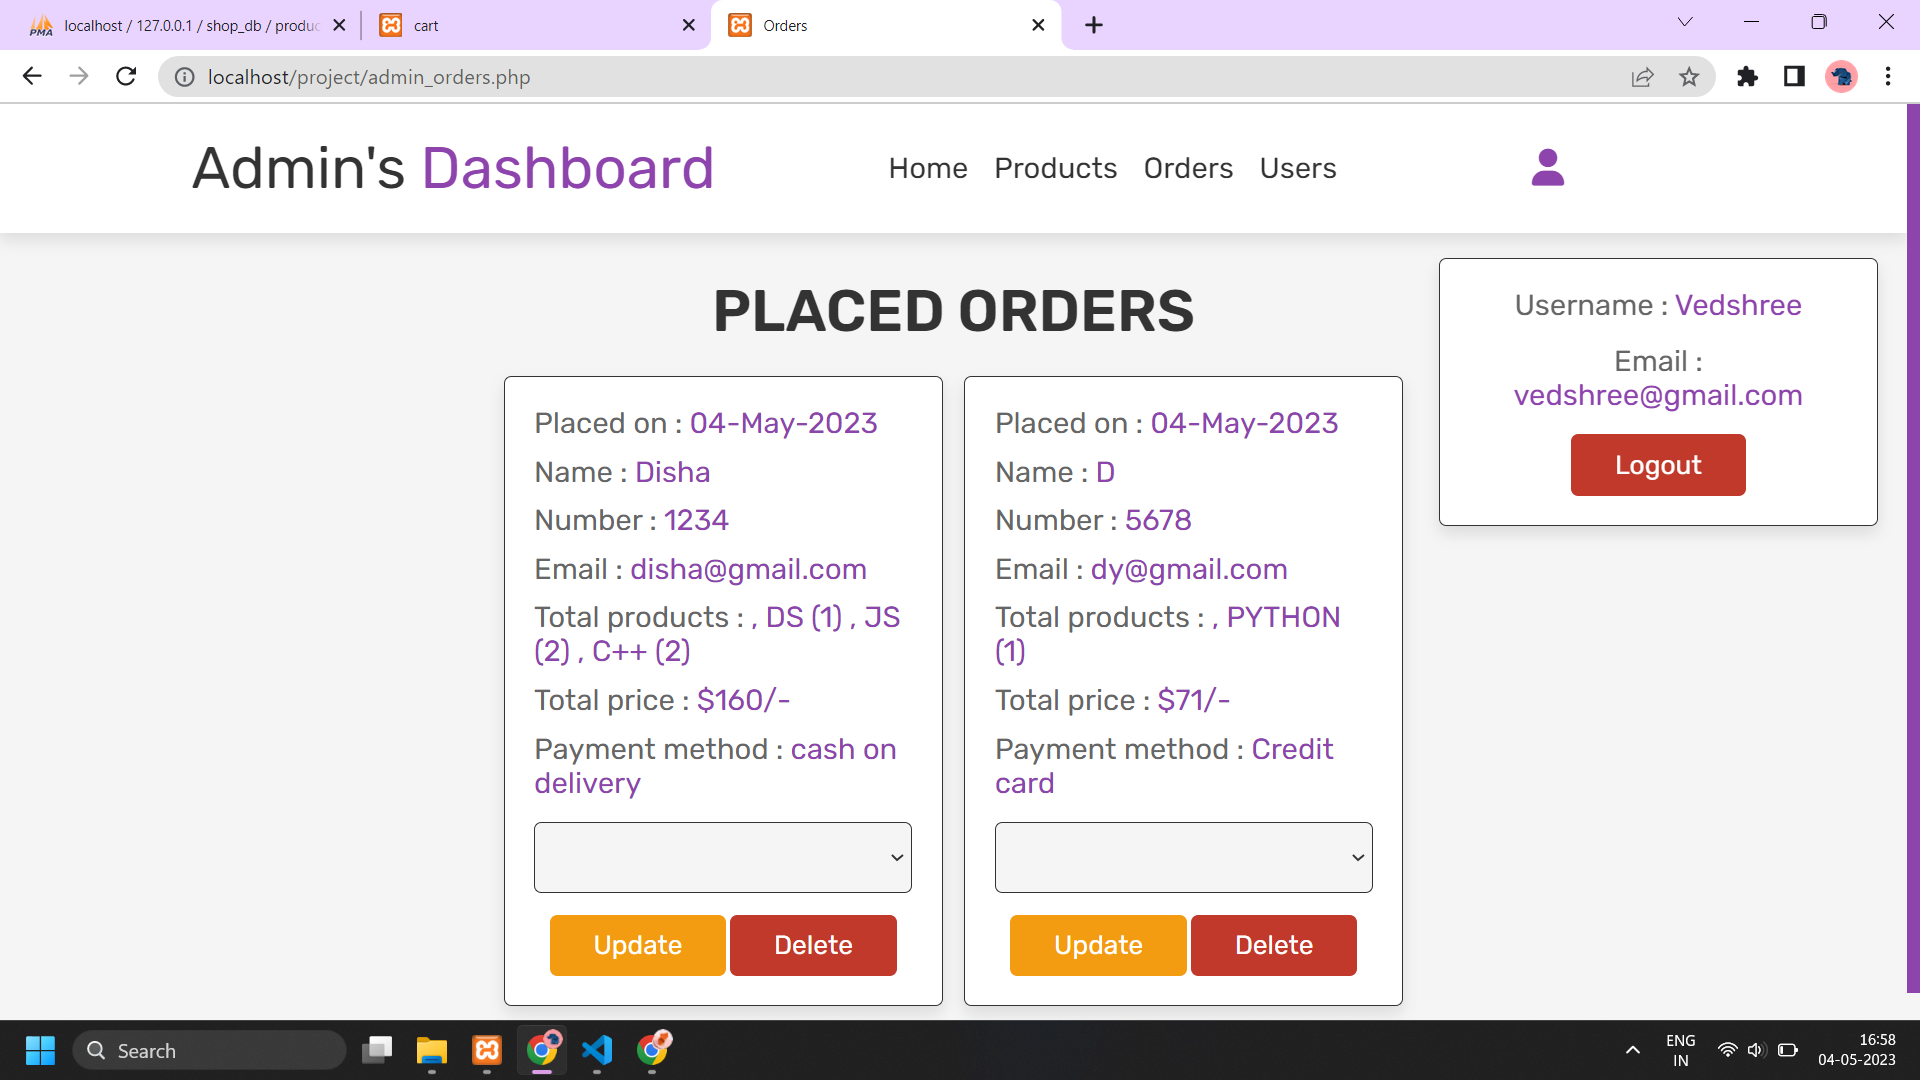 localhost / 127.0.0.1 / shop_db / produc
cart
Orders
localhost/project/admin_orders.php
Admin's Dashboard
Home Products Orders Users
PLACED ORDERS
Username : Vedshree
Email :
vedshree@gmail.com
Logout
Placed on : 04-May-2023
Name : Disha
Number : 1234
Email : disha@gmail.com
Total products : , DS (1) , JS
(2) , C++ (2)
Total price : $160/-
Payment method : cash on
delivery
Update Delete
Placed on : 04-May-2023
Name : D
Number : 5678
Email : dy@gmail.com
Total products : , PYTHON
(1)
Total price : $71/-
Payment method : Credit
card
Update Delete
Search
ENG
IN
16:58
04-05-2023